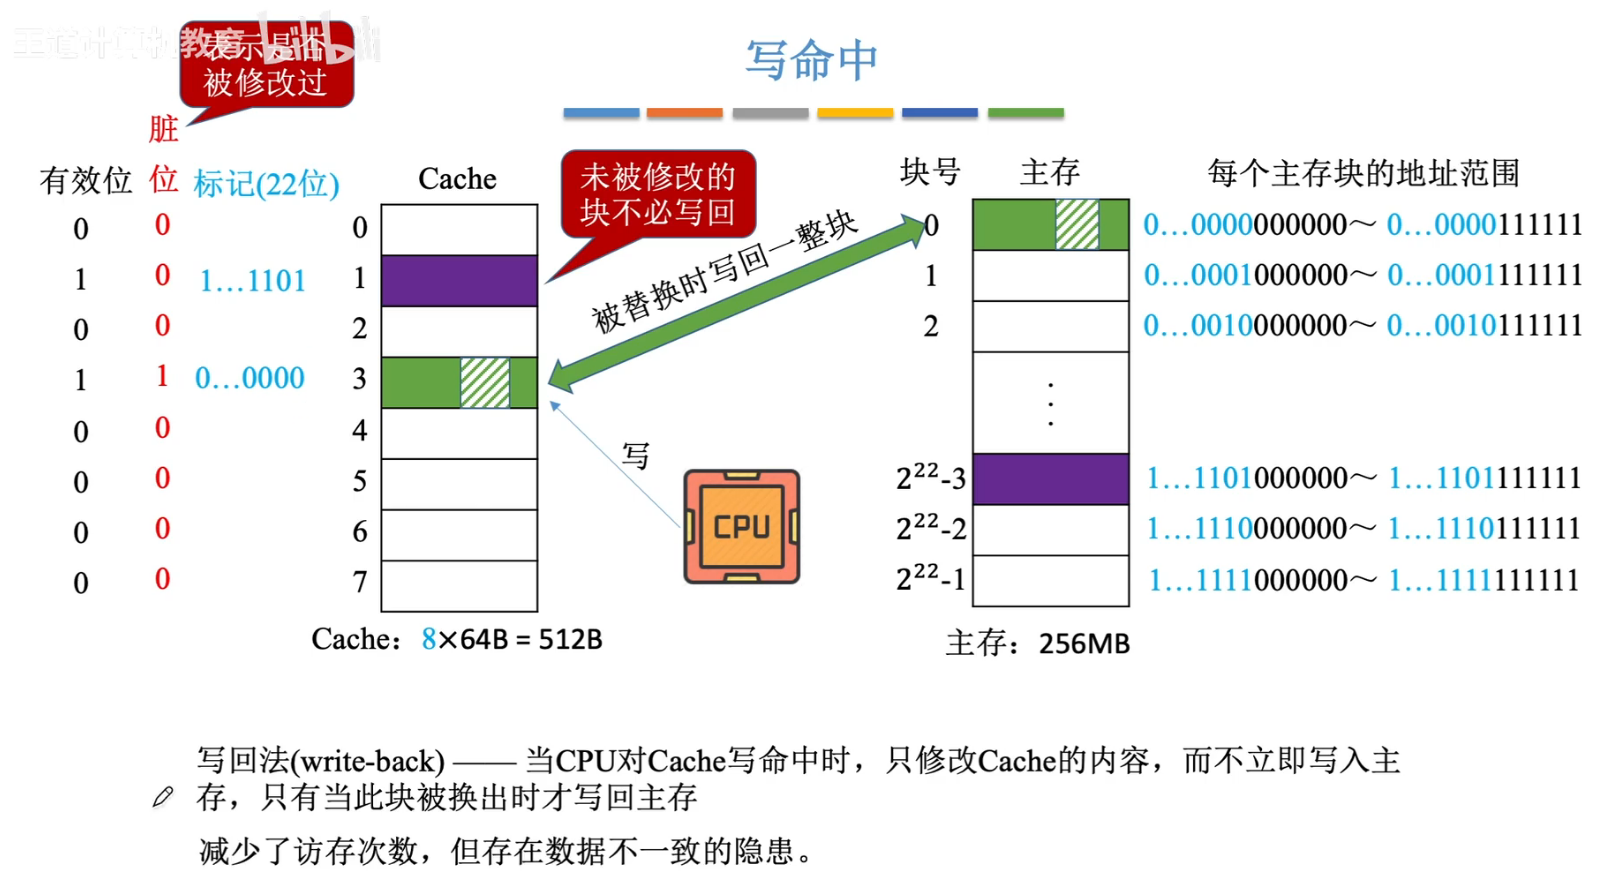 王道计算机教育 bilibili
表示是否
被修改过
写命中
脏
有效位 位 标记(22位) Cache
未被修改的
块不必写回
块号 主存 每个主存块的地址范围
0 0 0
1 0 1…1101 1
0 0 2
1 1 0…0000 3
0 0 4
0 0 5
0 0 6
0 0 7
被替换时写回一整块
写
CPU
0 0…0000000000～ 0…0000111111
1 0…0001000000～ 0…0001111111
2 0…0010000000～ 0…0010111111
⋮
2²²-3 1…1101000000～ 1…1101111111
2²²-2 1…1110000000～ 1…1110111111
2²²-1 1…1111000000～ 1…1111111111
Cache：8×64B = 512B
主存：256MB
写回法(write-back) —— 当CPU对Cache写命中时，只修改Cache的内容，而不立即写入主
存，只有当此块被换出时才写回主存
减少了访存次数，但存在数据不一致的隐患。